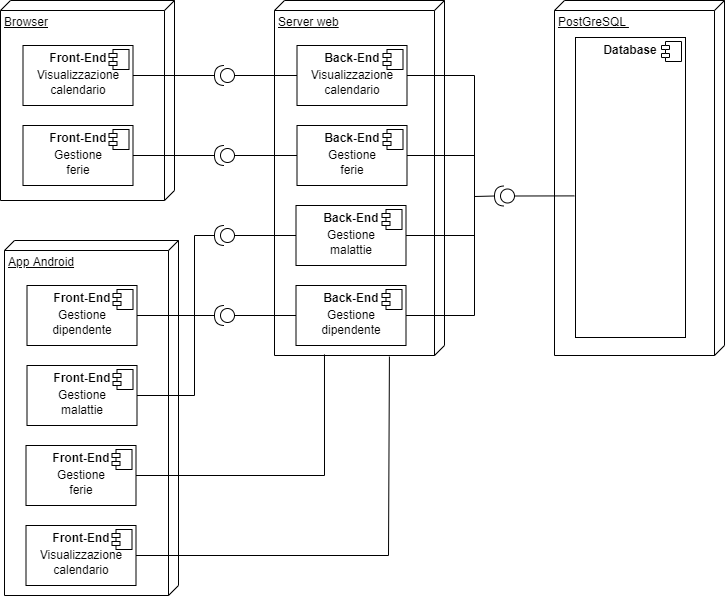 Browser
Front-End
Visualizzazione
calendario
Front-End
Gestione
ferie
App Android
Front-End
Gestione
dipendente
Front-End
Gestione
malattie
Front-End
Gestione
ferie
Front-End
Visualizzazione
calendario
Server web
Back-End
Visualizzazione
calendario
Back-End
Gestione
ferie
Back-End
Gestione
malattie
Back-End
Gestione
dipendente
PostGreSQL
Database